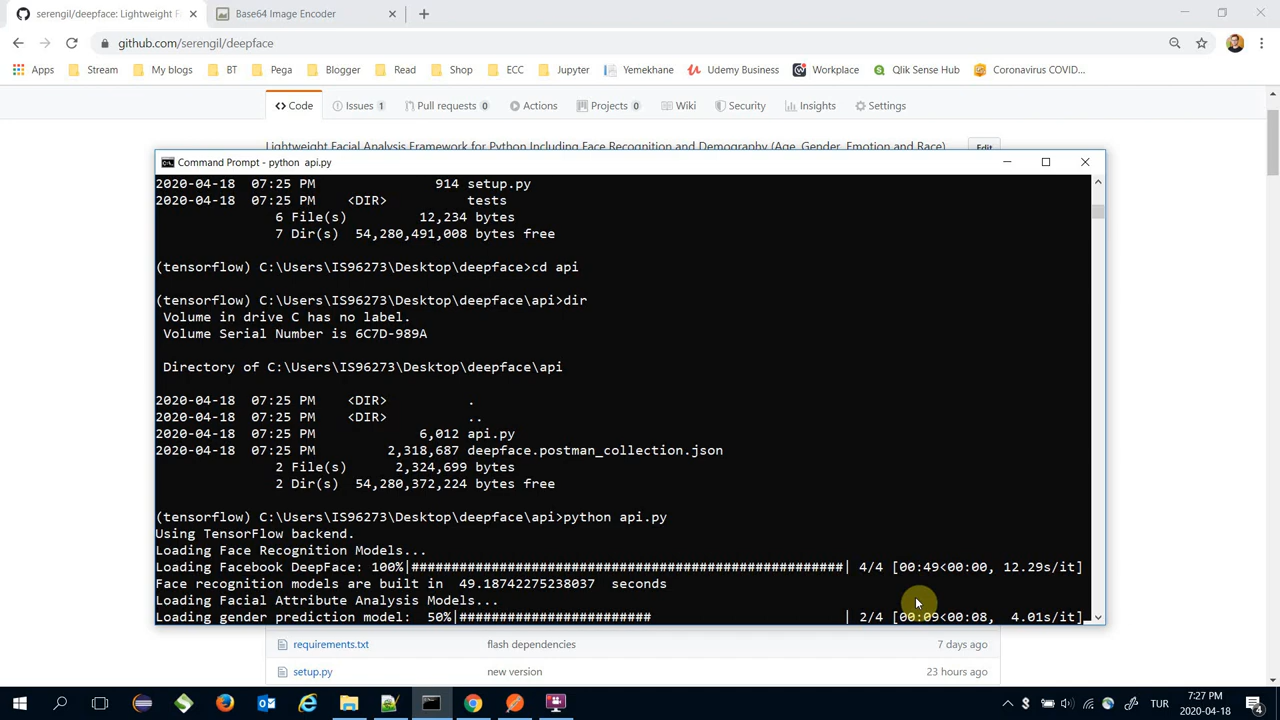 serengil/deepface: Lightweight F
Base64 Image Encoder
github.com/serengil/deepface
Apps Stream My blogs BT Pega Blogger Read Shop ECC Jupyter Yemekhane Udemy Business Workplace Qlik Sense Hub Coronavirus COVID...
Code Issues 1 Pull requests 0 Actions Projects 0 Wiki Security Insights Settings
Lightweight Facial Analysis Framework for Python Including Face Recognition and Demography (Age, Gender, Emotion and Race) Edit
Command Prompt - python api.py
2020-04-18 07:25 PM 914 setup.py
2020-04-18 07:25 PM <DIR> tests
6 File(s) 12,234 bytes
7 Dir(s) 54,280,491,008 bytes free
(tensorflow) C:\Users\IS96273\Desktop\deepface>cd api
(tensorflow) C:\Users\IS96273\Desktop\deepface\api>dir
Volume in drive C has no label.
Volume Serial Number is 6C7D-989A
Directory of C:\Users\IS96273\Desktop\deepface\api
2020-04-18 07:25 PM <DIR> .
2020-04-18 07:25 PM <DIR> ..
2020-04-18 07:25 PM 6,012 api.py
2020-04-18 07:25 PM 2,318,687 deepface.postman_collection.json
2 File(s) 2,324,699 bytes
2 Dir(s) 54,280,372,224 bytes free
(tensorflow) C:\Users\IS96273\Desktop\deepface\api>python api.py
Using TensorFlow backend.
Loading Face Recognition Models...
Loading Facebook DeepFace: 100%|######################################################| 4/4 [00:49<00:00, 12.29s/it]
Face recognition models are built in 49.18742275238037 seconds
Loading Facial Attribute Analysis Models...
Loading gender prediction model: 50%|######################## | 2/4 [00:09<00:08, 4.01s/it]
requirements.txt flash dependencies 7 days ago
setup.py new version 23 hours ago
TUR
7:27 PM
2020-04-18
4